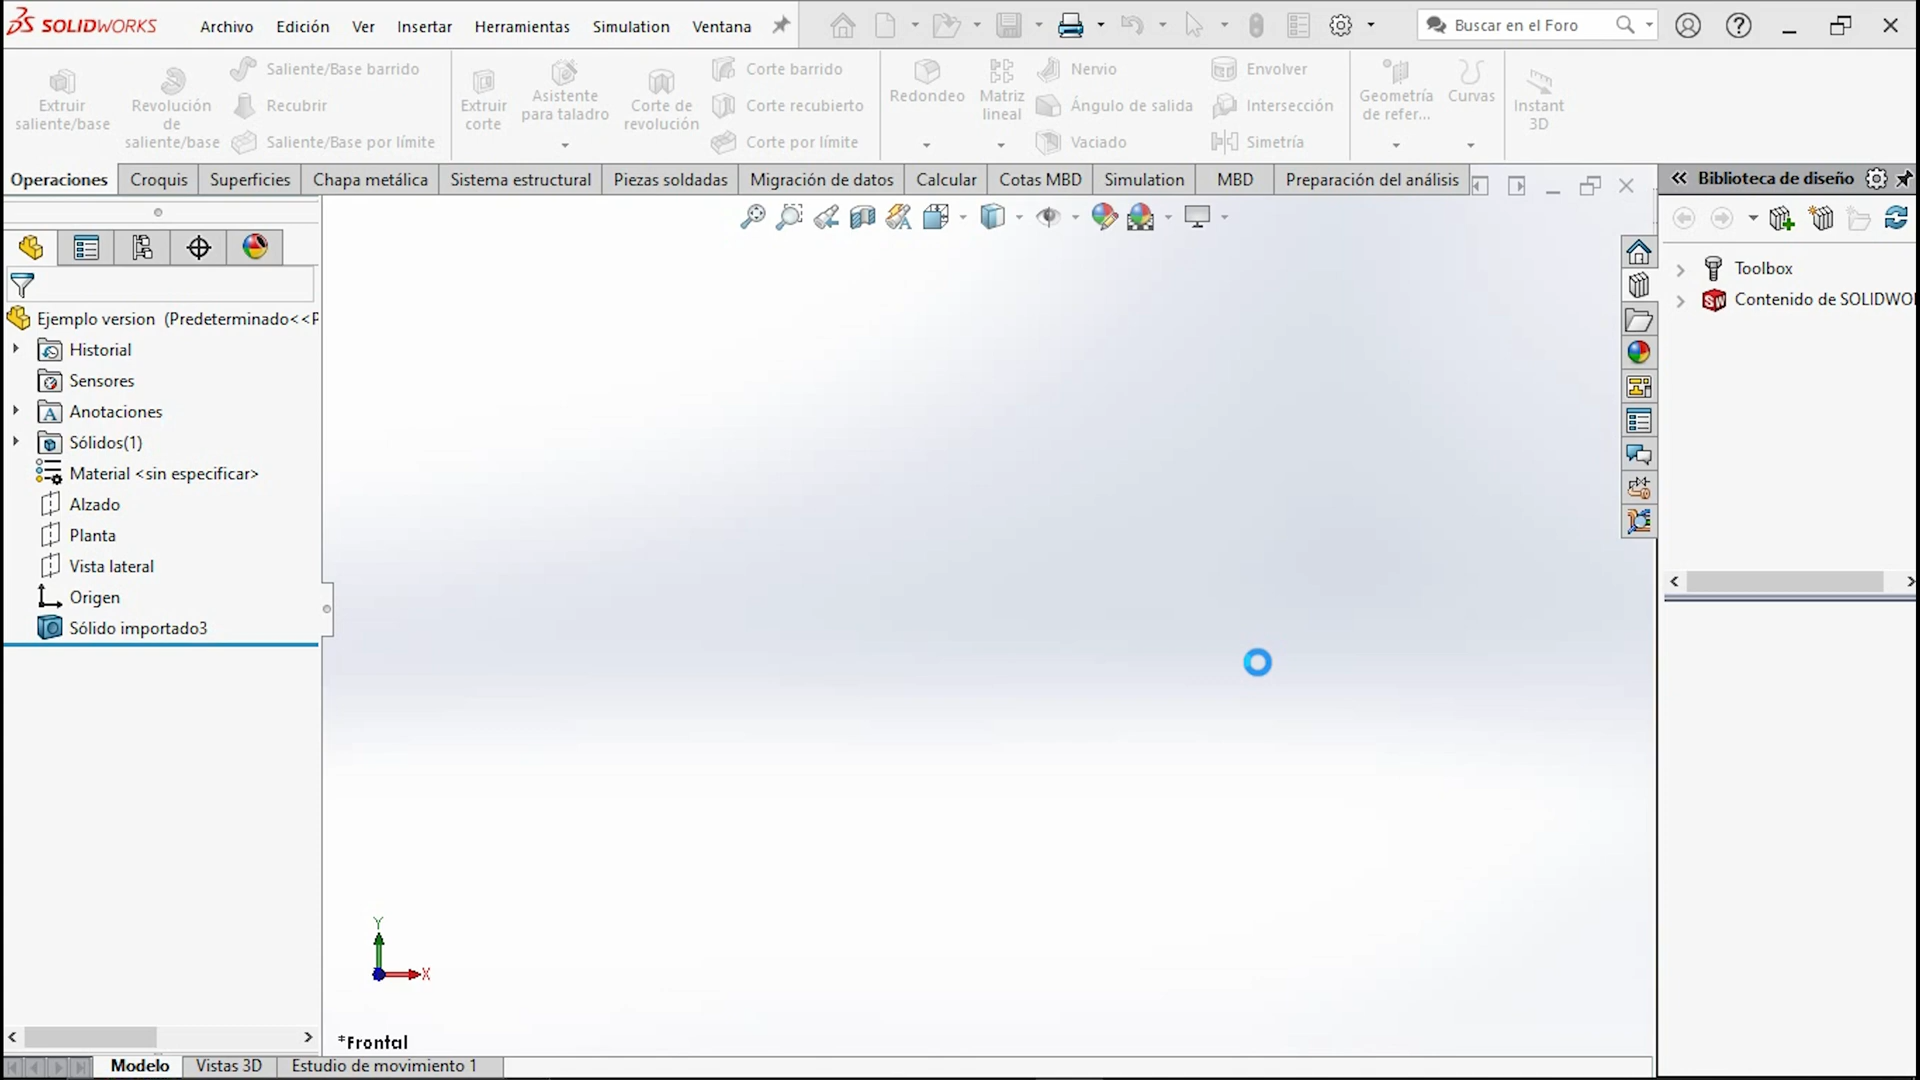 SOLIDWORKS
Archivo Edición Ver Insertar Herramientas Simulation Ventana
Buscar en el Foro
Extruir saliente/base
Revolución de saliente/base
Saliente/Base barrido
Recubrir
Saliente/Base por límite
Extruir corte
Asistente para taladro
Corte de revolución
Corte barrido
Corte recubierto
Corte por límite
Redondeo
Matriz lineal
Nervio
Ángulo de salida
Vaciado
Envolver
Intersección
Simetría
Geometría de refer...
Curvas
Instant 3D
Operaciones Croquis Superficies Chapa metálica Sistema estructural Piezas soldadas Migración de datos Calcular Cotas MBD Simulation MBD Preparación del análisis
Biblioteca de diseño
Toolbox
Contenido de SOLIDWO
Ejemplo version (Predeterminado<<P
Historial
Sensores
Anotaciones
Sólidos(1)
Material <sin especificar>
Alzado
Planta
Vista lateral
Origen
Sólido importado3
Y
X
*Frontal
Modelo Vistas 3D Estudio de movimiento 1